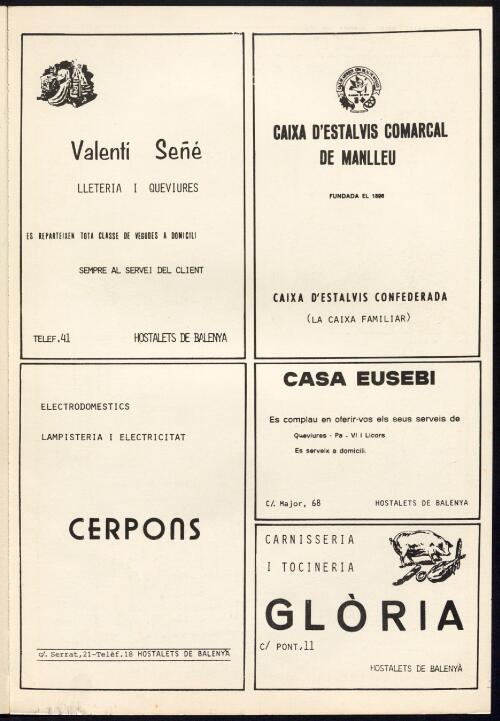 Valentí Señé
LLETERIA I QUEVIURES
ES REPARTEIXEN TOTA CLASSE DE VEGUDES A DOMICILI
SEMPRE AL SERVEI DEL CLIENT
TELEF.41 HOSTALETS DE BALENYA
CAIXA D'ESTALVIS COMARCAL
DE MANLLEU
FUNDADA EL 1896
CAIXA D'ESTALVIS CONFEDERADA
(LA CAIXA FAMILIAR)
ELECTRODOMESTICS
LAMPISTERIA I ELECTRICITAT
CERPONS
c/. Serrat,21-Telèf.18 HOSTALETS DE BALENYÀ
CASA EUSEBI
Es complau en oferir-vos els seus serveis de
Queviures - Pa - Vi i Licors
Es serveix a domicili.
C/. Major, 68 HOSTALETS DE BALENYA
CARNISSERIA
I TOCINERIA
GLÒRIA
C/ PONT,11
HOSTALETS DE BALENYÀ